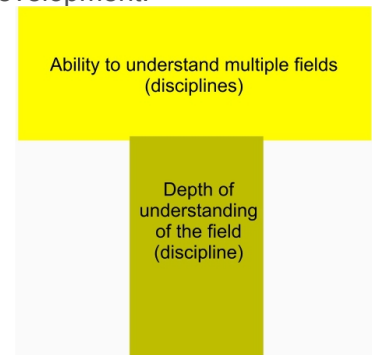 Ability to understand multiple fields
(disciplines)
Depth of
understanding
of the field
(discipline)